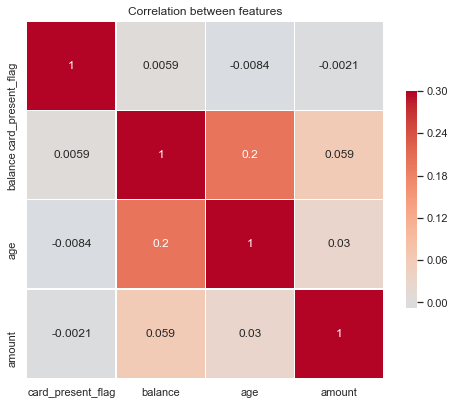 Correlation between features
card_present_flag
1
0.0059
-0.0084
-0.0021
0.30
0.24
0.18
0.12
0.06
0.00
balance
0.0059
1
0.2
0.059
age
-0.0084
0.2
1
0.03
amount
-0.0021
0.059
0.03
1
card_present_flag
balance
age
amount